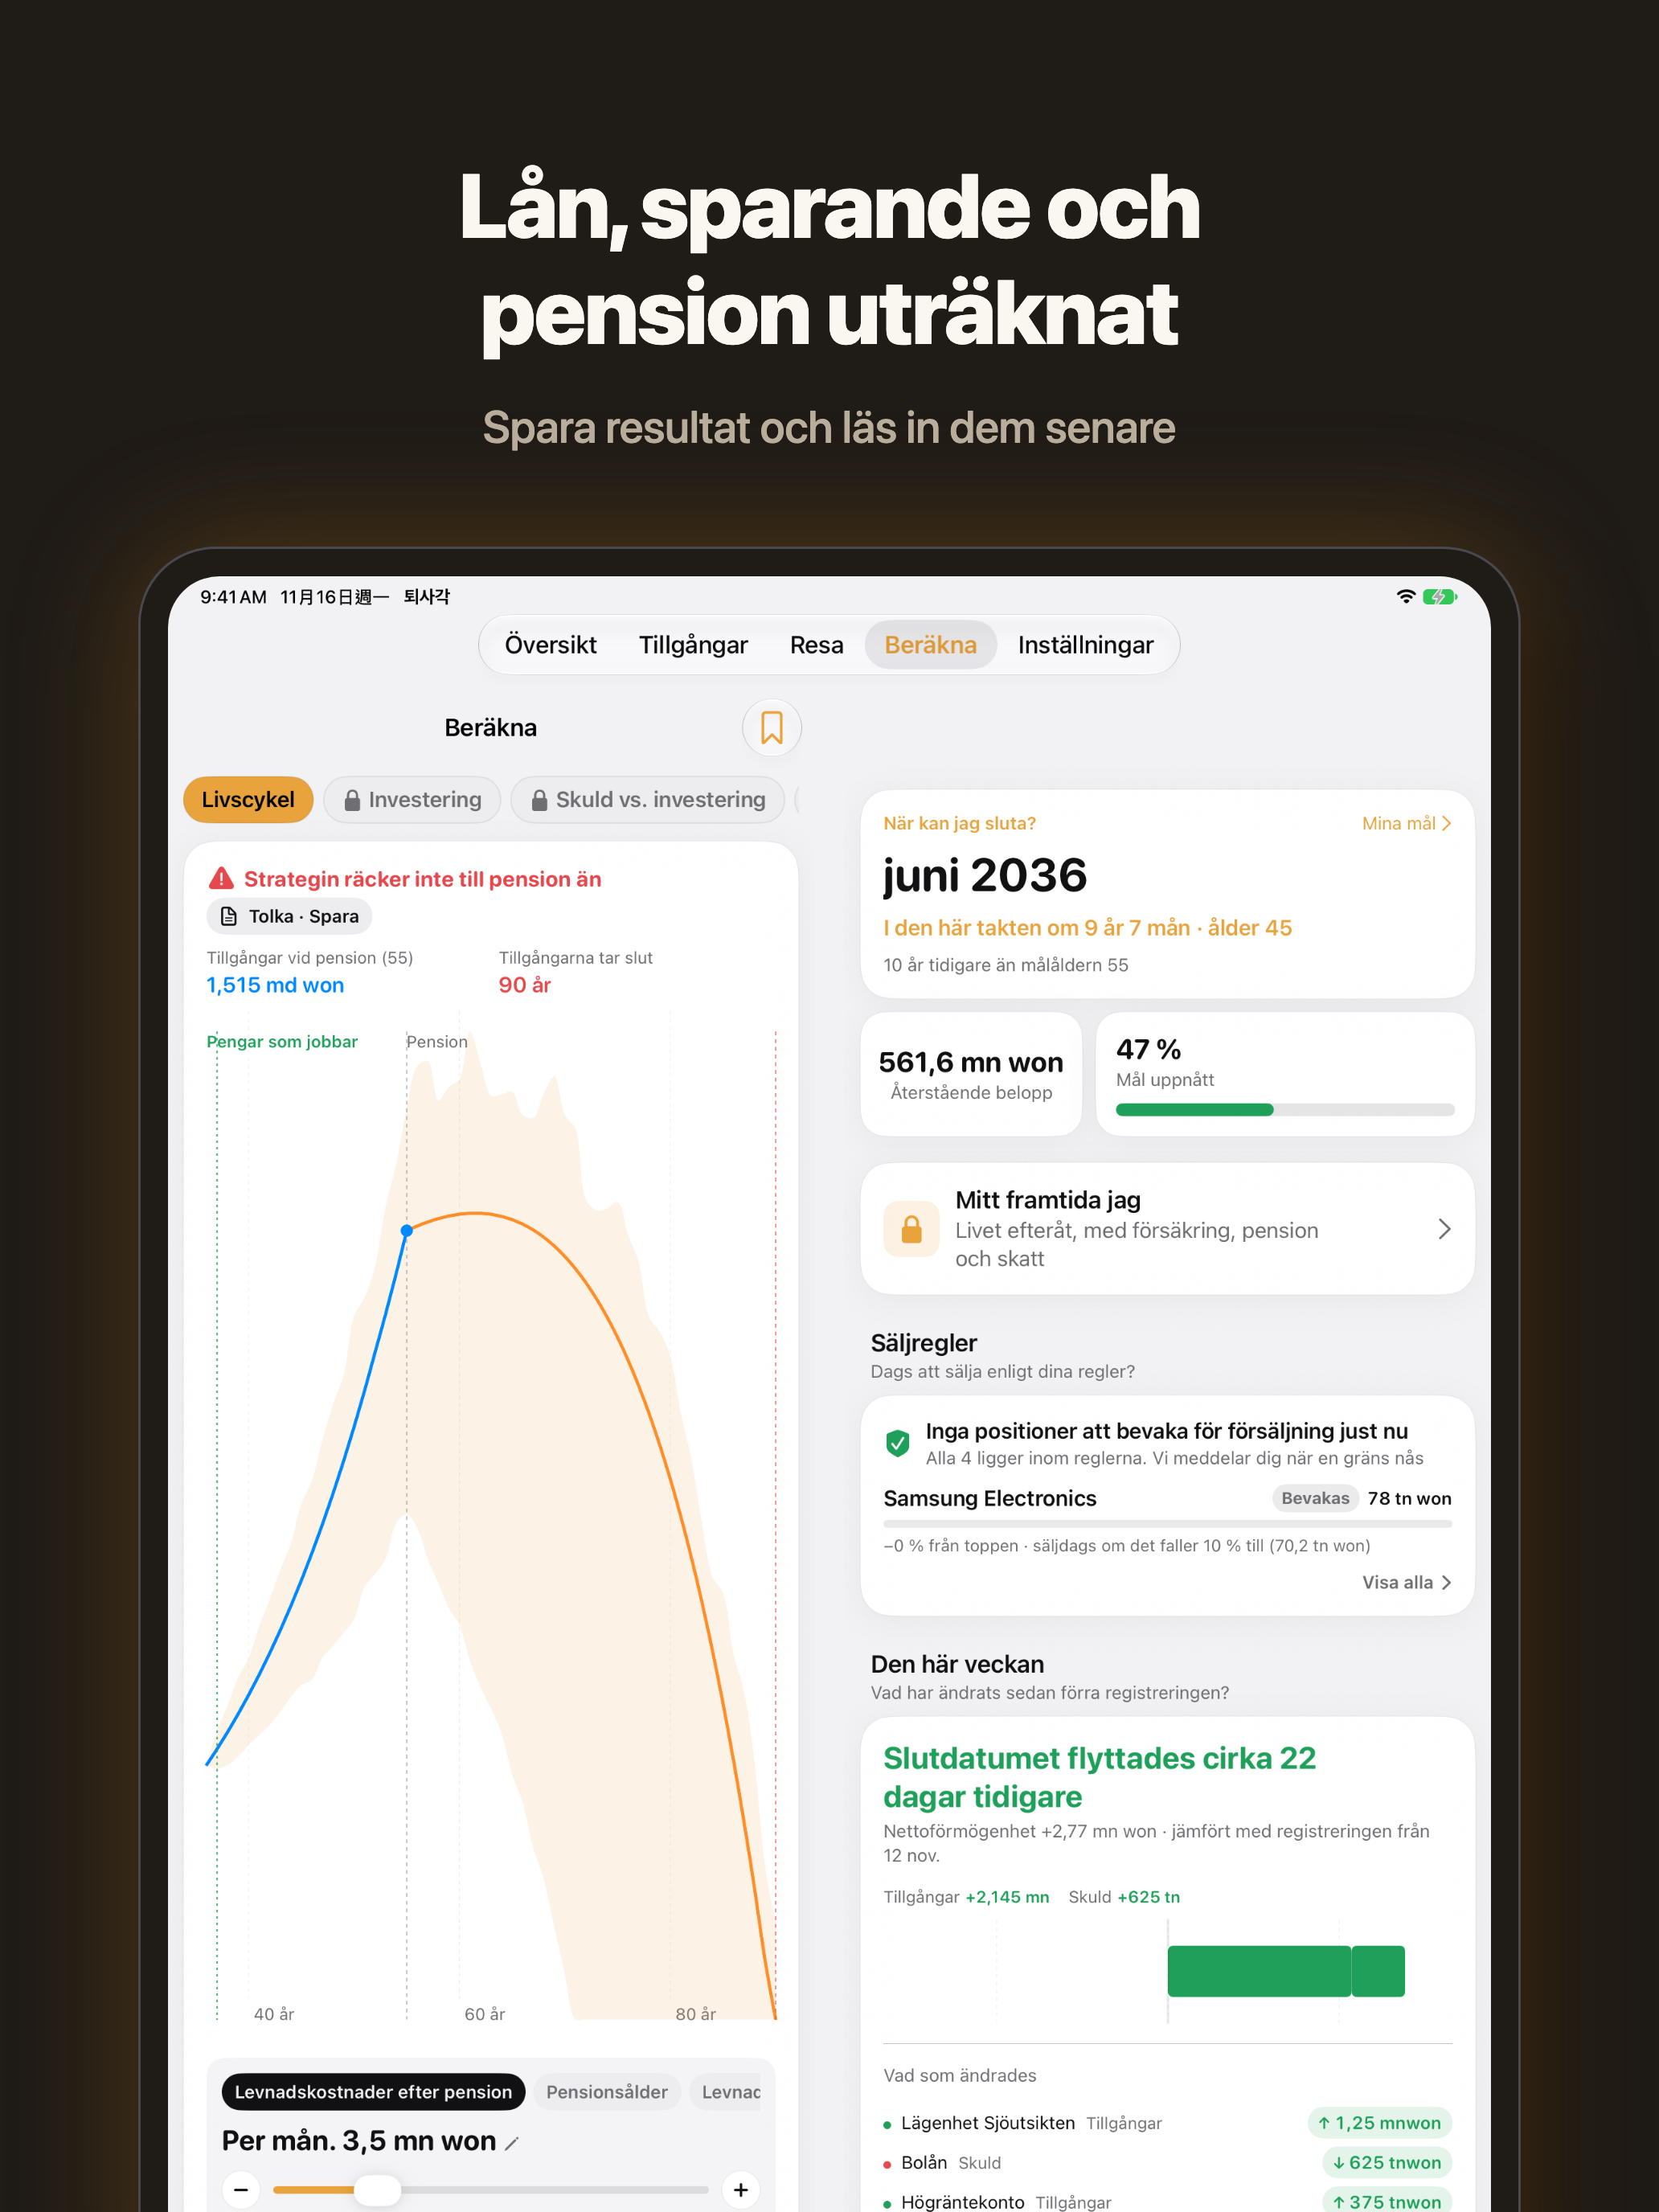 Lån, sparande och
pension uträknat
Spara resultat och läs in dem senare
9:41 AM 11月16日週一 퇴사각
Översikt Tillgångar Resa Beräkna Inställningar
Beräkna
Livscykel Investering Skuld vs. investering
Strategin räcker inte till pension än
Tolka · Spara
Tillgångar vid pension (55) Tillgångarna tar slut
1,515 md won 90 år
Pengar som jobbar Pension
40 år 60 år 80 år
Levnadskostnader efter pension Pensionsålder Levnad
Per mån. 3,5 mn won
När kan jag sluta? Mina mål
juni 2036
I den här takten om 9 år 7 mån · ålder 45
10 år tidigare än målåldern 55
561,6 mn won
Återstående belopp
47 %
Mål uppnått
Mitt framtida jag
Livet efteråt, med försäkring, pension
och skatt
Säljregler
Dags att sälja enligt dina regler?
Inga positioner att bevaka för försäljning just nu
Alla 4 ligger inom reglerna. Vi meddelar dig när en gräns nås
Samsung Electronics Bevakas 78 tn won
−0 % från toppen · säljdags om det faller 10 % till (70,2 tn won)
Visa alla
Den här veckan
Vad har ändrats sedan förra registreringen?
Slutdatumet flyttades cirka 22
dagar tidigare
Nettoförmögenhet +2,77 mn won · jämfört med registreringen från
12 nov.
Tillgångar +2,145 mn Skuld +625 tn
Vad som ändrades
Lägenhet Sjöutsikten Tillgångar ↑ 1,25 mnwon
Bolån Skuld ↓ 625 tnwon
Högräntekonto Tillgångar ↑ 375 tnwon